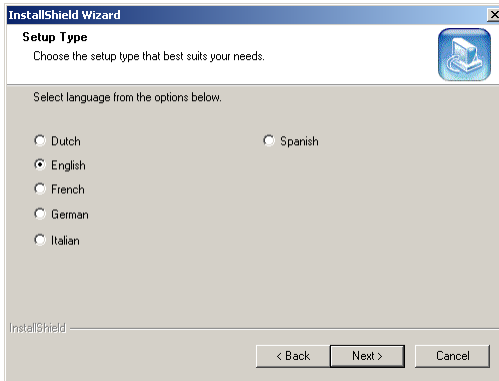 InstallShield Wizard
Setup Type
Choose the setup type that best suits your needs.
Select language from the options below.
Dutch
English
French
German
Italian
Spanish
InstallShield
< Back
Next >
Cancel